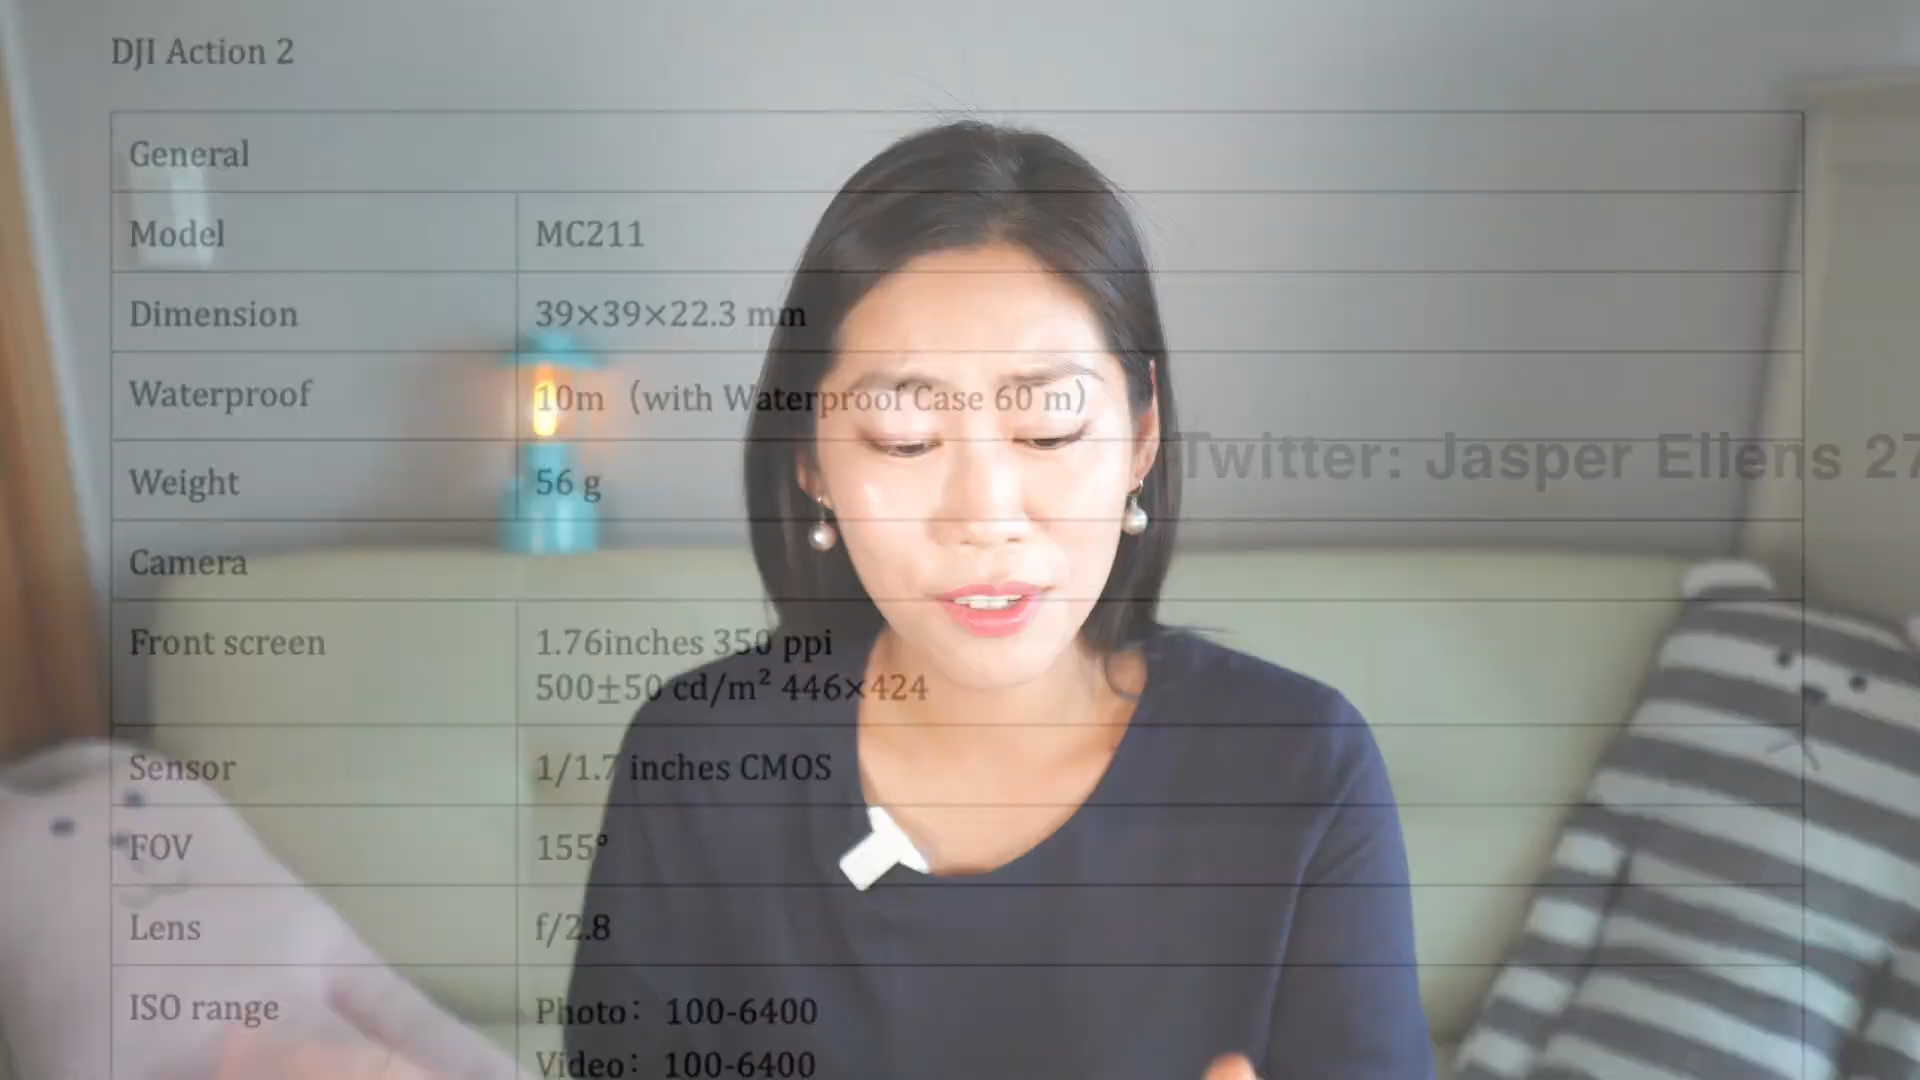 DJI Action 2
General
Model MC211
Dimension 39×39×22.3 mm
Waterproof 10m（with Waterproof Case 60 m）
Weight 56 g
Camera
Twitter: Jasper Ellens 27
Front screen 1.76inches 350 ppi
500±50 cd/m² 446×424
Sensor 1/1.7 inches CMOS
FOV 155°
Lens f/2.8
ISO range Photo：100-6400
Video：100-6400